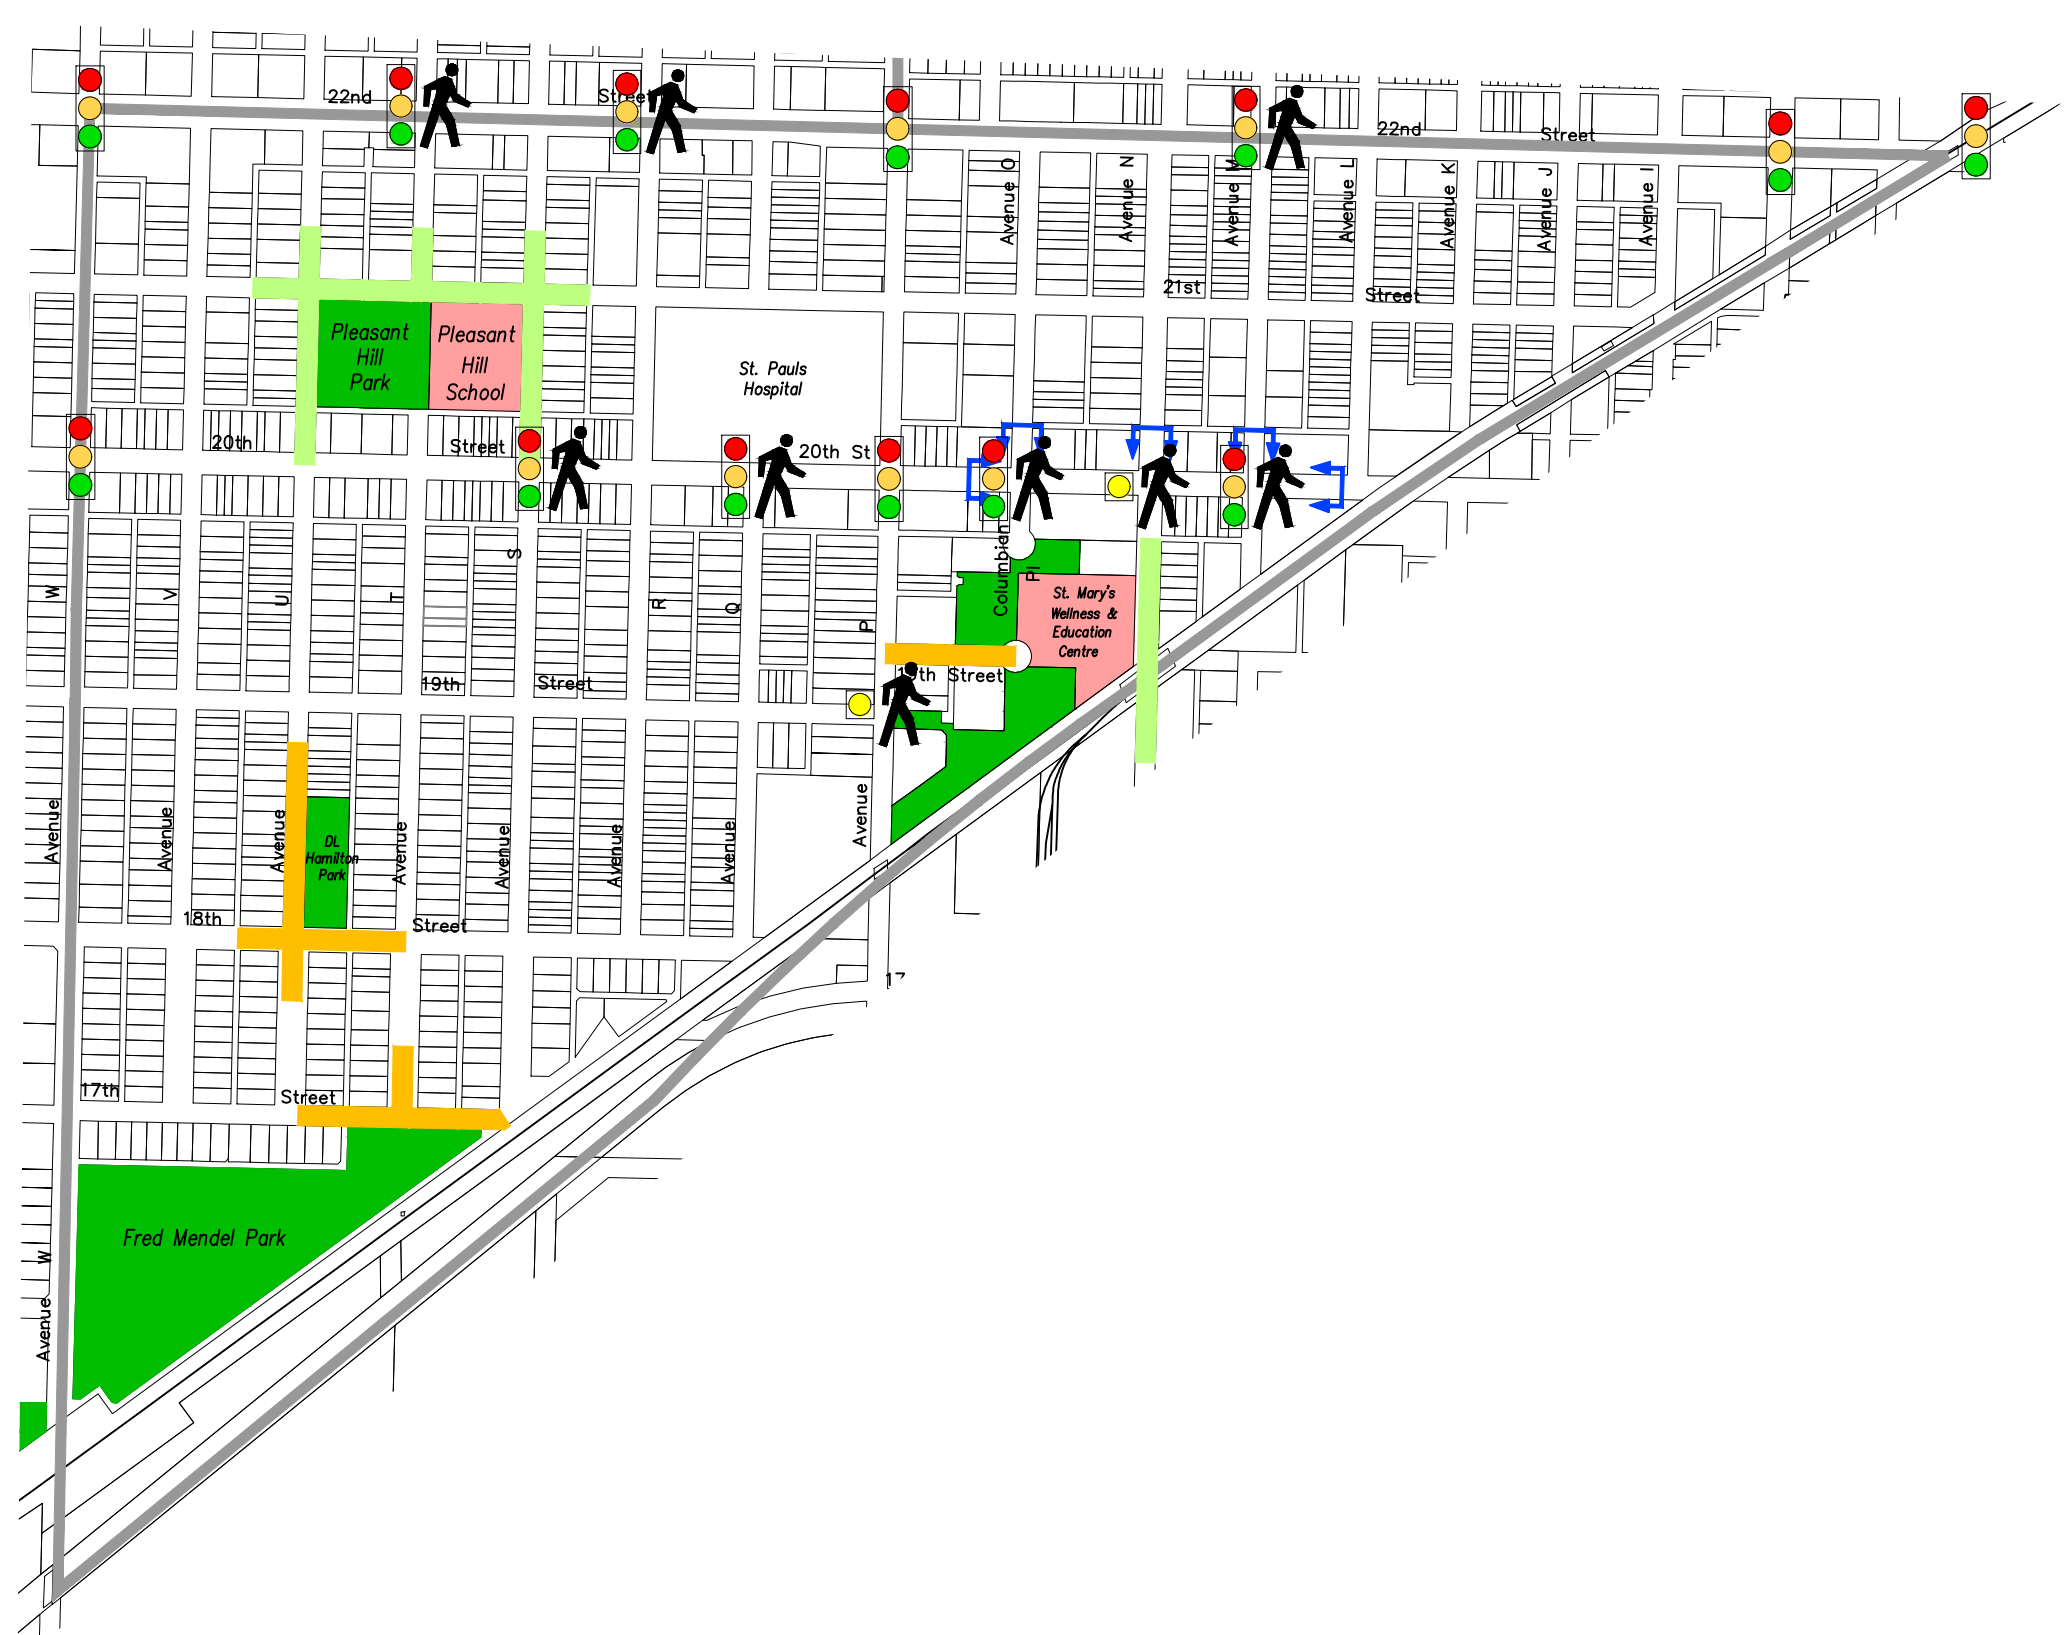 22nd
Street
22nd
Street
Avenue O
Avenue N
Avenue M
Avenue L
Avenue K
Avenue J
Avenue I
21st
Street
Pleasant
Hill
Park
Pleasant
Hill
School
St. Pauls
Hospital
20th
Street
20th St
W
V
U
T
S
R
Q
P
Columbian
Pl
St. Mary's
Wellness &
Education
Centre
19th
Street
19th Street
Avenue
Avenue
Avenue
Avenue
Avenue
Avenue
Avenue
Avenue
DL
Hamilton
Park
18th
Street
17
17th
Street
Fred Mendel Park
Avenue W